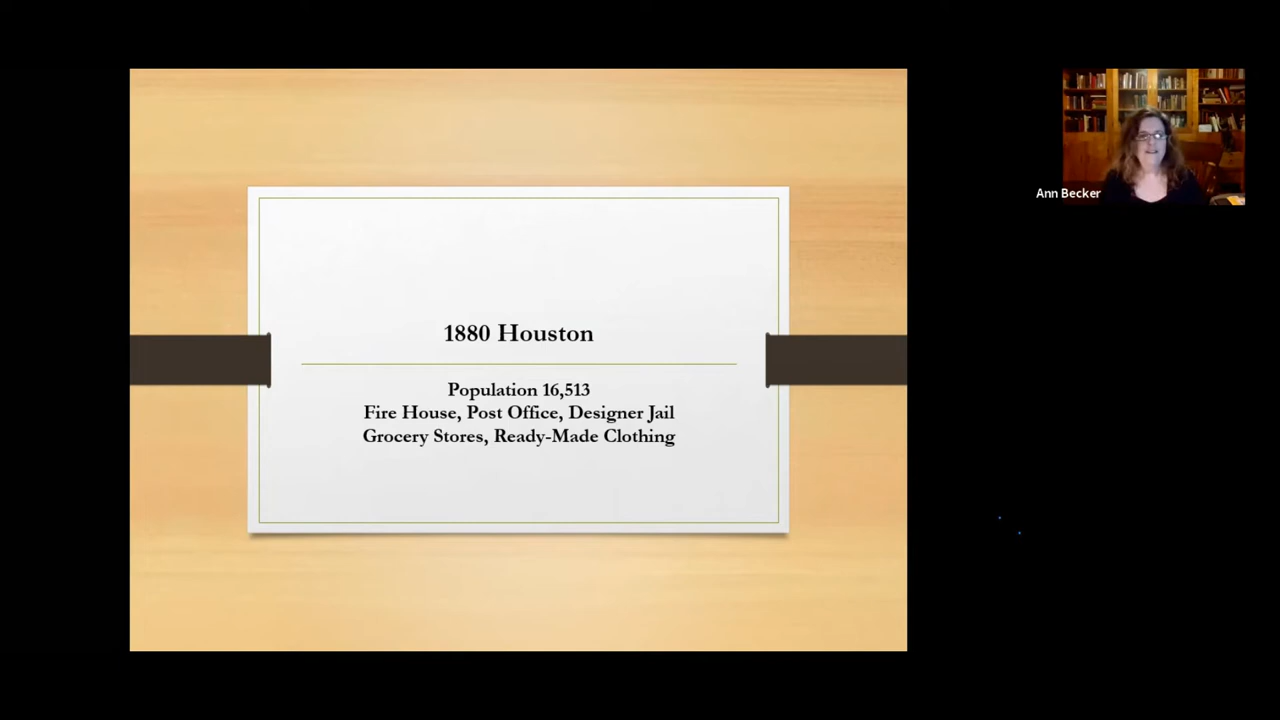 1880 Houston
Population 16,513
Fire House, Post Office, Designer Jail
Grocery Stores, Ready-Made Clothing
Ann Becker